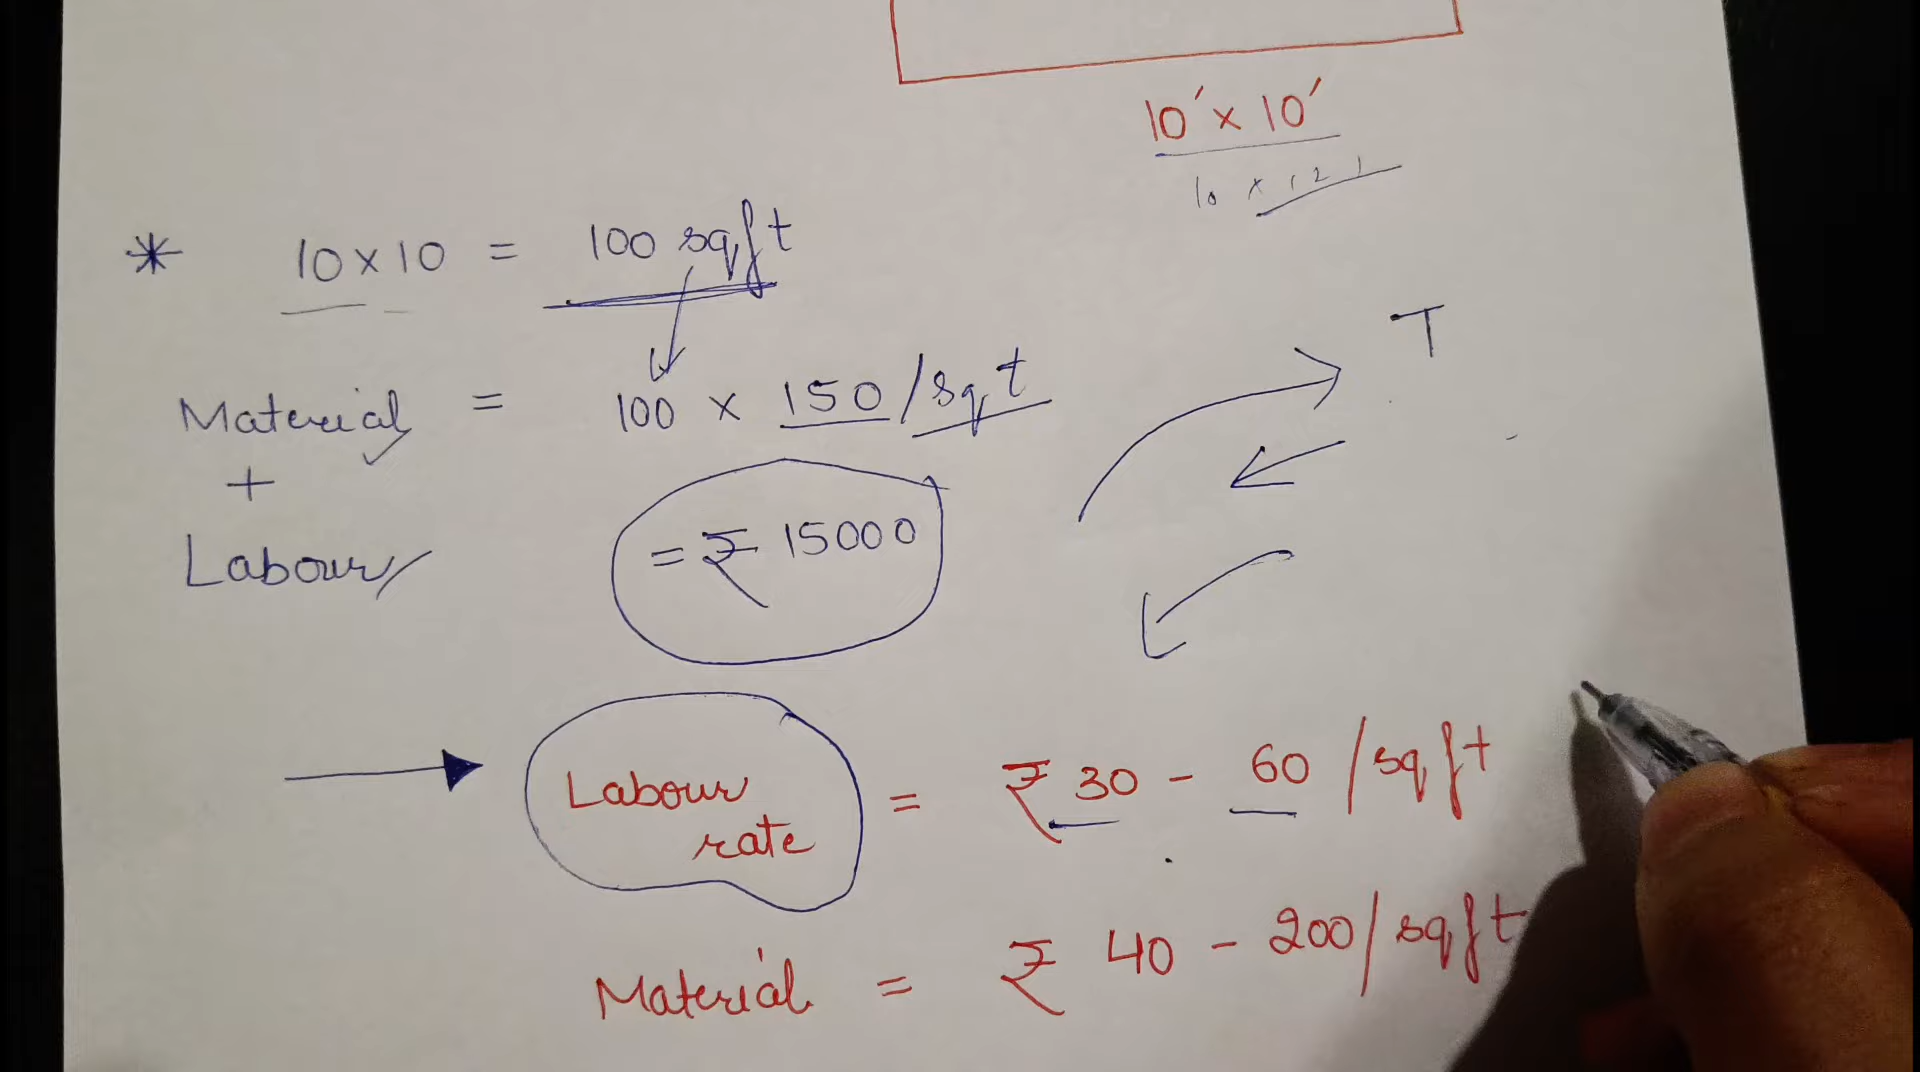 10' x 10'
10 x 12
* 10 x 10 = 100 sqft
Material = 100 x 150/sqt
+
Labour
= ₹ 15000
T
Labour rate = ₹ 30 - 60/sqft
Material = ₹ 40 - 200/sqft